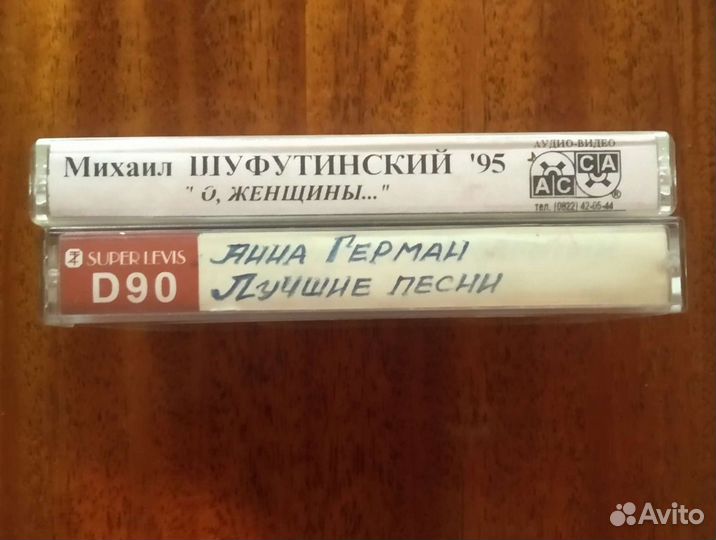 Михаил ШУФУТИНСКИЙ '95
"О, ЖЕНЩИНЫ..."
АУДИО-ВИДЕО
АС СА
тел. (0822) 42-05-44
SUPER LEVIS
D90
АННА ГЕРМАН
ЛУЧШИЕ ПЕСНИ
Avito